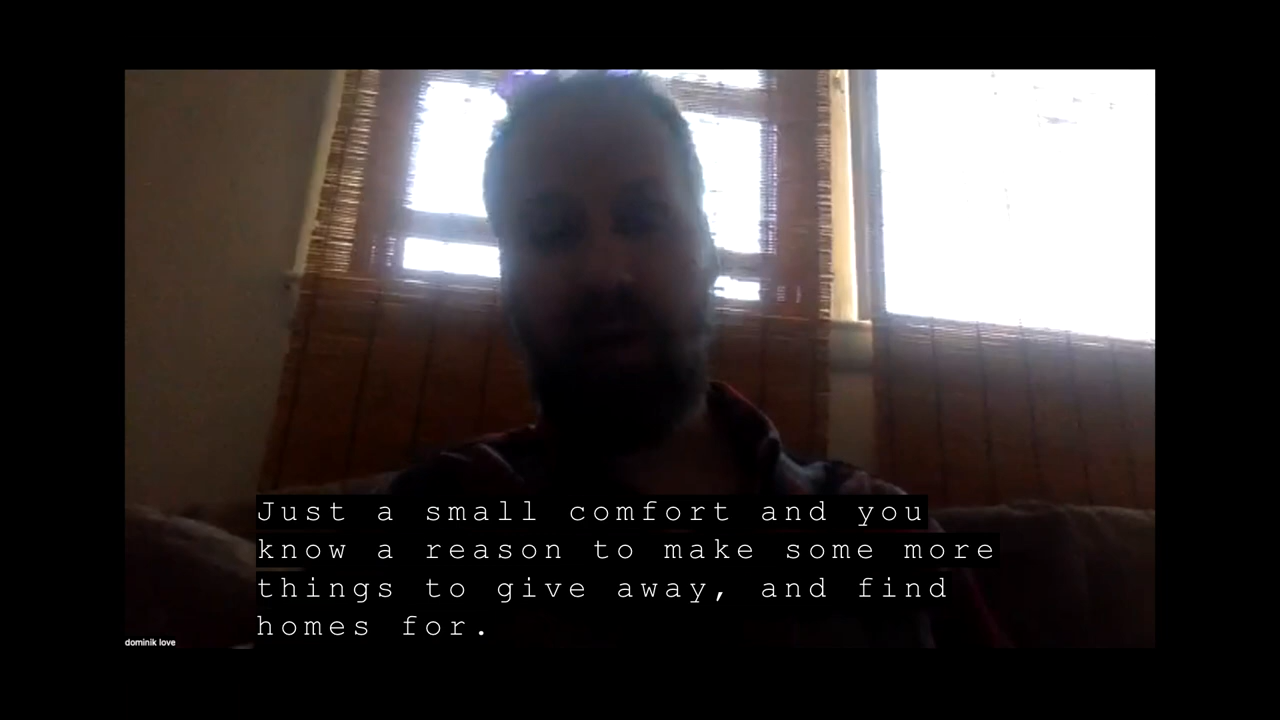 Just a small comfort and you
know a reason to make some more
things to give away, and find
homes for.
dominik love